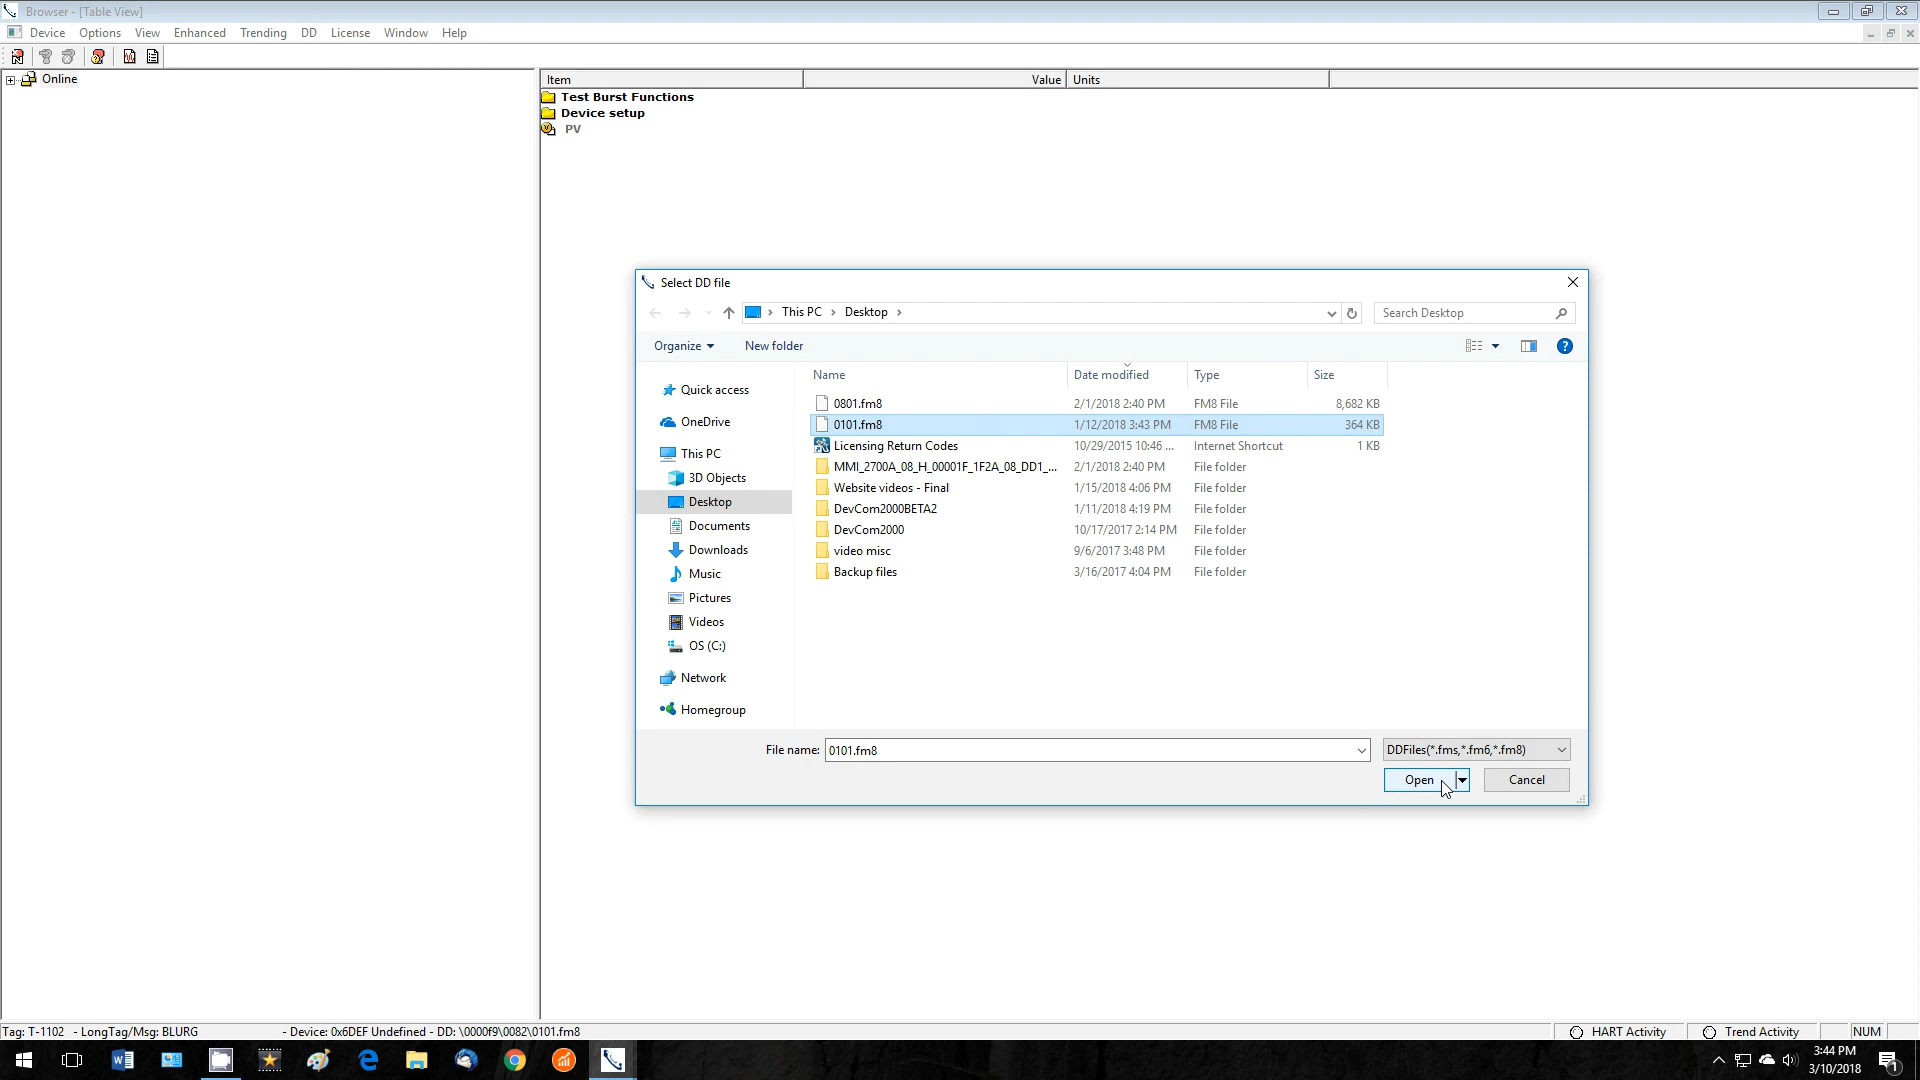 Browser - [Table View]
Device Options View Enhanced Trending DD License Window Help
Online
Item Value Units
Test Burst Functions
Device setup
PV
Select DD file
This PC Desktop
Search Desktop
Organize New folder
Name Date modified Type Size
Quick access
OneDrive
This PC
3D Objects
Desktop
Documents
Downloads
Music
Pictures
Videos
OS (C:)
Network
Homegroup
0801.fm8 2/1/2018 2:40 PM FM8 File 8,682 KB
0101.fm8 1/12/2018 3:43 PM FM8 File 364 KB
Licensing Return Codes 10/29/2015 10:46 ... Internet Shortcut 1 KB
MMI_2700A_08_H_00001F_1F2A_08_DD1_... 2/1/2018 2:40 PM File folder
Website videos - Final 1/15/2018 4:06 PM File folder
DevCom2000BETA2 1/11/2018 4:19 PM File folder
DevCom2000 10/17/2017 2:14 PM File folder
video misc 9/6/2017 3:48 PM File folder
Backup files 3/16/2017 4:04 PM File folder
File name: 0101.fm8 DDFiles(*.fms,*.fm6,*.fm8)
Open Cancel
Tag: T-1102 - LongTag/Msg: BLURG - Device: 0x6DEF Undefined - DD: \0000f9\0082\0101.fm8 HART Activity Trend Activity NUM
3:44 PM
3/10/2018
1